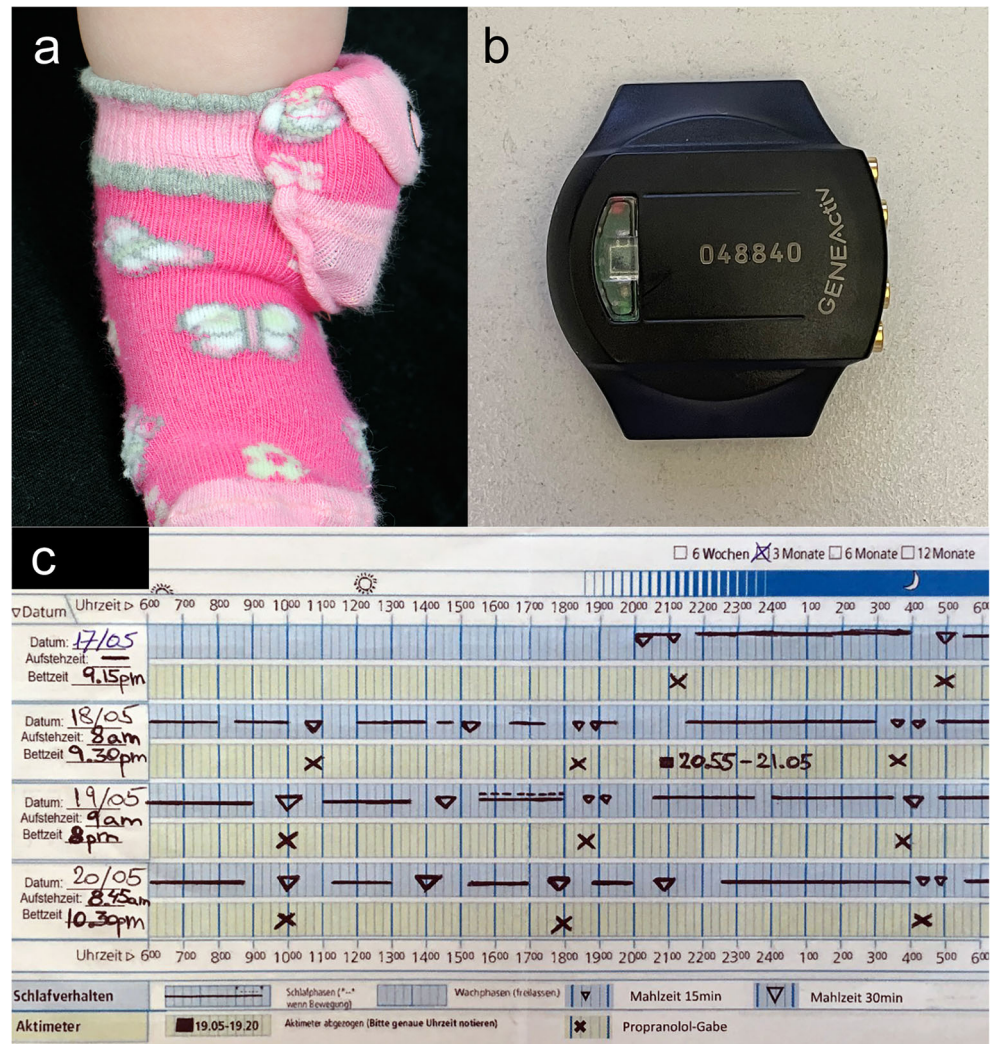 a
b
048840
GENEActiv
c
6 Wochen 3 Monate 6 Monate 12 Monate
▽Datum Uhrzeit ▷ 6⁰⁰ 7⁰⁰ 8⁰⁰ 9⁰⁰ 10⁰⁰ 11⁰⁰ 12⁰⁰ 13⁰⁰ 14⁰⁰ 15⁰⁰ 16⁰⁰ 17⁰⁰ 18⁰⁰ 19⁰⁰ 20⁰⁰ 21⁰⁰ 22⁰⁰ 23⁰⁰ 24⁰⁰ 1⁰⁰ 2⁰⁰ 3⁰⁰ 4⁰⁰ 5⁰⁰ 6⁰⁰
Datum: 17/05
Aufstehzeit: —
Bettzeit 9.15pm
Datum: 18/05
Aufstehzeit: 8am
Bettzeit 9.30pm 20.55 - 21.05
Datum: 19/05
Aufstehzeit: 9am
Bettzeit 8pm
Datum: 20/05
Aufstehzeit: 8.45am
Bettzeit 10.30pm
Uhrzeit ▷ 6⁰⁰ 7⁰⁰ 8⁰⁰ 9⁰⁰ 10⁰⁰ 11⁰⁰ 12⁰⁰ 13⁰⁰ 14⁰⁰ 15⁰⁰ 16⁰⁰ 17⁰⁰ 18⁰⁰ 19⁰⁰ 20⁰⁰ 21⁰⁰ 22⁰⁰ 23⁰⁰ 24⁰⁰ 1⁰⁰ 2⁰⁰ 3⁰⁰ 4⁰⁰ 5⁰⁰ 6⁰⁰
Schlafverhalten Schlafphasen ("--" wenn Bewegung) Wachphasen (freilassen) Mahlzeit 15min Mahlzeit 30min
Aktimeter 19.05-19.20 Aktimeter abgezogen (Bitte genaue Uhrzeit notieren) Propranolol-Gabe